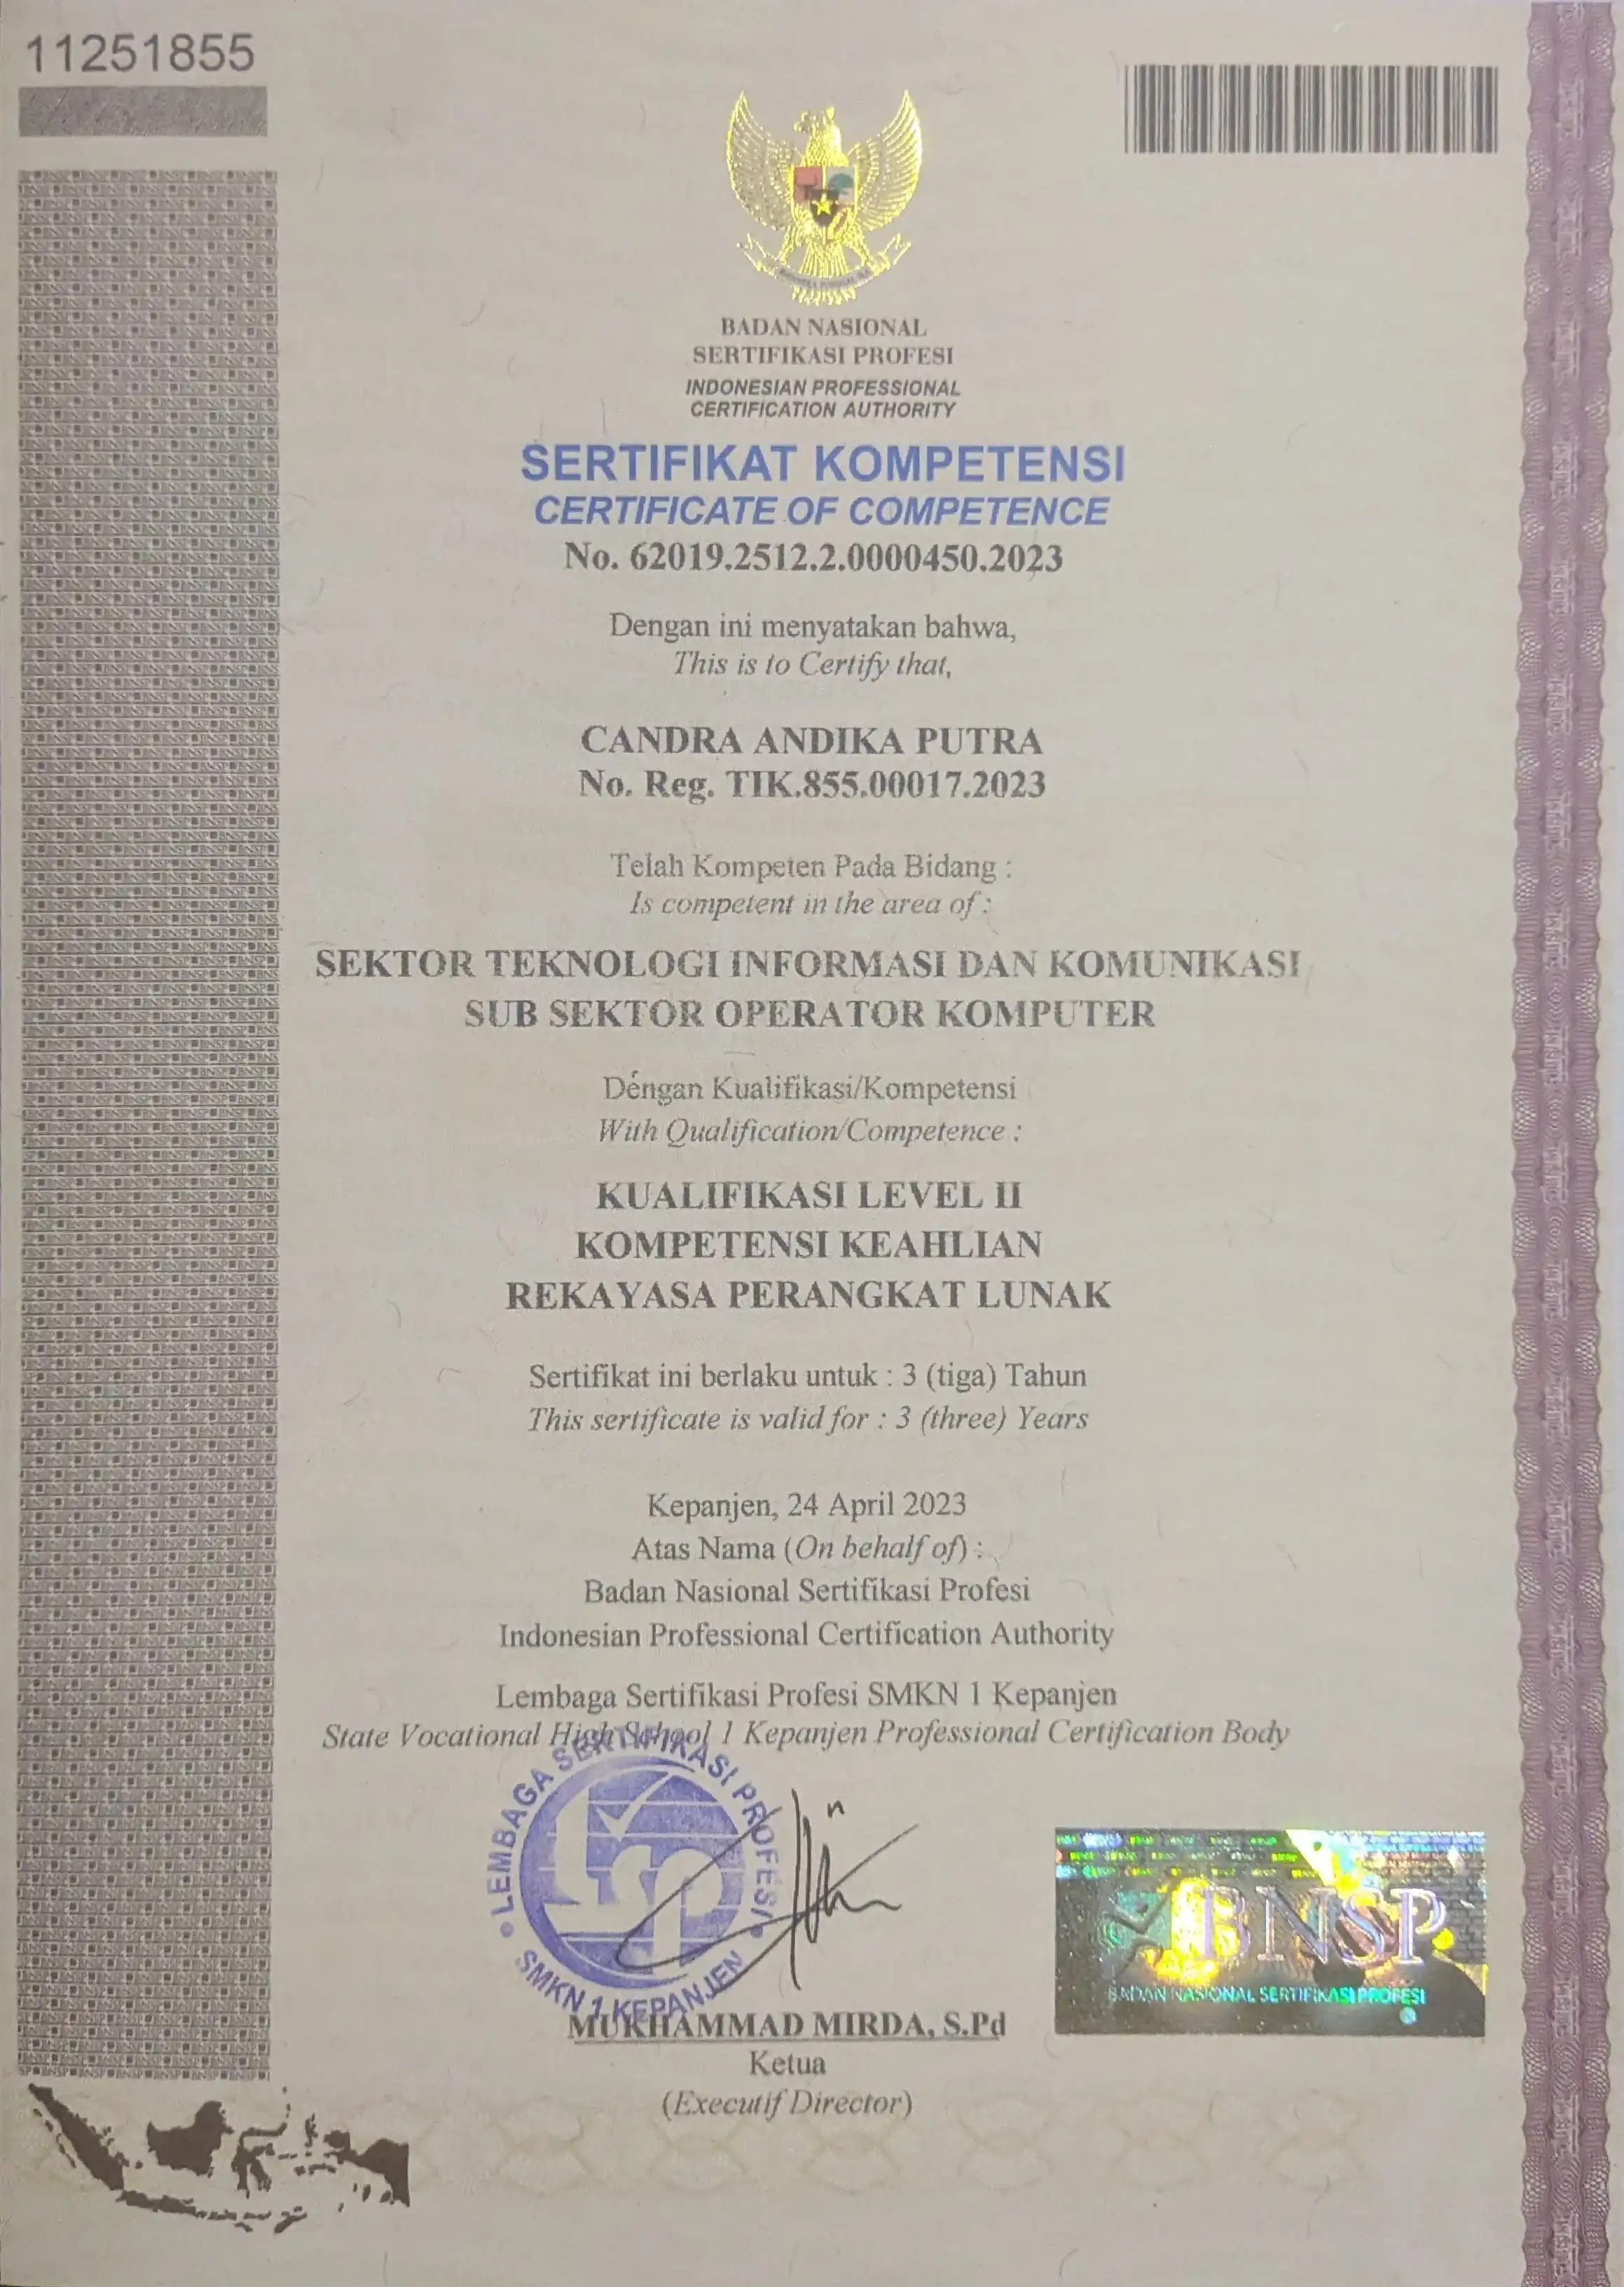 11251855
BADAN NASIONAL
SERTIFIKASI PROFESI
INDONESIAN PROFESSIONAL
CERTIFICATION AUTHORITY
SERTIFIKAT KOMPETENSI
CERTIFICATE OF COMPETENCE
No. 62019.2512.2.0000450.2023
Dengan ini menyatakan bahwa,
This is to Certify that,
CANDRA ANDIKA PUTRA
No. Reg. TIK.855.00017.2023
Telah Kompeten Pada Bidang :
Is competent in the area of :
SEKTOR TEKNOLOGI INFORMASI DAN KOMUNIKASI
SUB SEKTOR OPERATOR KOMPUTER
Dengan Kualifikasi/Kompetensi
With Qualification/Competence :
KUALIFIKASI LEVEL II
KOMPETENSI KEAHLIAN
REKAYASA PERANGKAT LUNAK
Sertifikat ini berlaku untuk : 3 (tiga) Tahun
This sertificate is valid for : 3 (three) Years
Kepanjen, 24 April 2023
Atas Nama (On behalf of) :
Badan Nasional Sertifikasi Profesi
Indonesian Professional Certification Authority
Lembaga Sertifikasi Profesi SMKN 1 Kepanjen
State Vocational High School 1 Kepanjen Professional Certification Body
LEMBAGA SERTIFIKASI PROFESI
lsp
SMKN 1 KEPANJEN
BNSP
BADAN NASIONAL SERTIFIKASI PROFESI
MUKHAMMAD MIRDA, S.Pd
Ketua
(Executif Director)